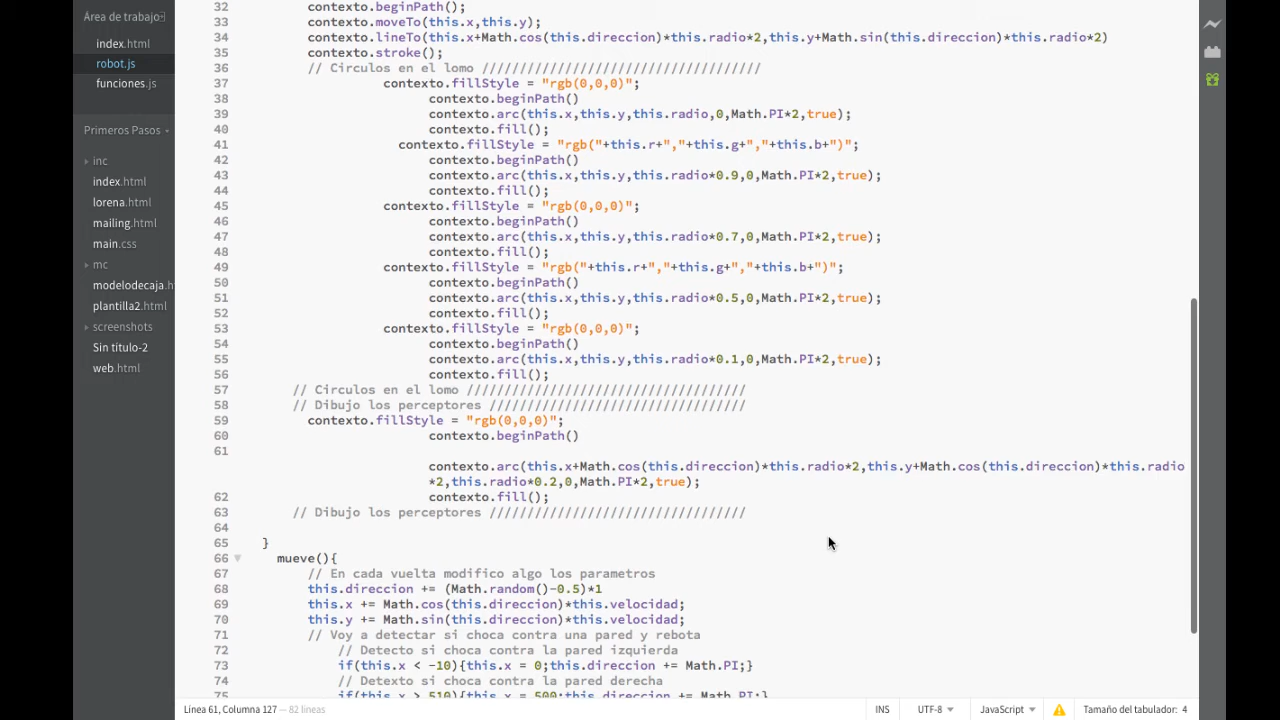 Área de trabajo
index.html
robot.js
funciones.js
Primeros Pasos
inc
index.html
lorena.html
mailing.html
main.css
mc
modelodecaja.h
plantilla2.html
screenshots
Sin título-2
web.html
32 contexto.beginPath();
33 contexto.moveTo(this.x,this.y);
34 contexto.lineTo(this.x+Math.cos(this.direccion)*this.radio*2,this.y+Math.sin(this.direccion)*this.radio*2)
35 contexto.stroke();
36 // Circulos en el lomo /////////////////////////////////////
37 contexto.fillStyle = "rgb(0,0,0)";
38 contexto.beginPath()
39 contexto.arc(this.x,this.y,this.radio,0,Math.PI*2,true);
40 contexto.fill();
41 contexto.fillStyle = "rgb("+this.r+","+this.g+","+this.b+")";
42 contexto.beginPath()
43 contexto.arc(this.x,this.y,this.radio*0.9,0,Math.PI*2,true);
44 contexto.fill();
45 contexto.fillStyle = "rgb(0,0,0)";
46 contexto.beginPath()
47 contexto.arc(this.x,this.y,this.radio*0.7,0,Math.PI*2,true);
48 contexto.fill();
49 contexto.fillStyle = "rgb("+this.r+","+this.g+","+this.b+")";
50 contexto.beginPath()
51 contexto.arc(this.x,this.y,this.radio*0.5,0,Math.PI*2,true);
52 contexto.fill();
53 contexto.fillStyle = "rgb(0,0,0)";
54 contexto.beginPath()
55 contexto.arc(this.x,this.y,this.radio*0.1,0,Math.PI*2,true);
56 contexto.fill();
57 // Circulos en el lomo /////////////////////////////////////
58 // Dibujo los perceptores //////////////////////////////////
59 contexto.fillStyle = "rgb(0,0,0)";
60 contexto.beginPath()
61
contexto.arc(this.x+Math.cos(this.direccion)*this.radio*2,this.y+Math.cos(this.direccion)*this.radio
*2,this.radio*0.2,0,Math.PI*2,true);
62 contexto.fill();
63 // Dibujo los perceptores //////////////////////////////////
64
65 }
66 mueve(){
67 // En cada vuelta modifico algo los parametros
68 this.direccion += (Math.random()-0.5)*1
69 this.x += Math.cos(this.direccion)*this.velocidad;
70 this.y += Math.sin(this.direccion)*this.velocidad;
71 // Voy a detectar si choca contra una pared y rebota
72 // Detecto si choca contra la pared izquierda
73 if(this.x < -10){this.x = 0;this.direccion += Math.PI;}
74 // Detexto si choca contra la pared derecha
75 if(this.x > 510){this.x = 500;this.direccion += Math.PI;}
Línea 61, Columna 127 — 82 líneas
INS
UTF-8
JavaScript
Tamaño del tabulador: 4